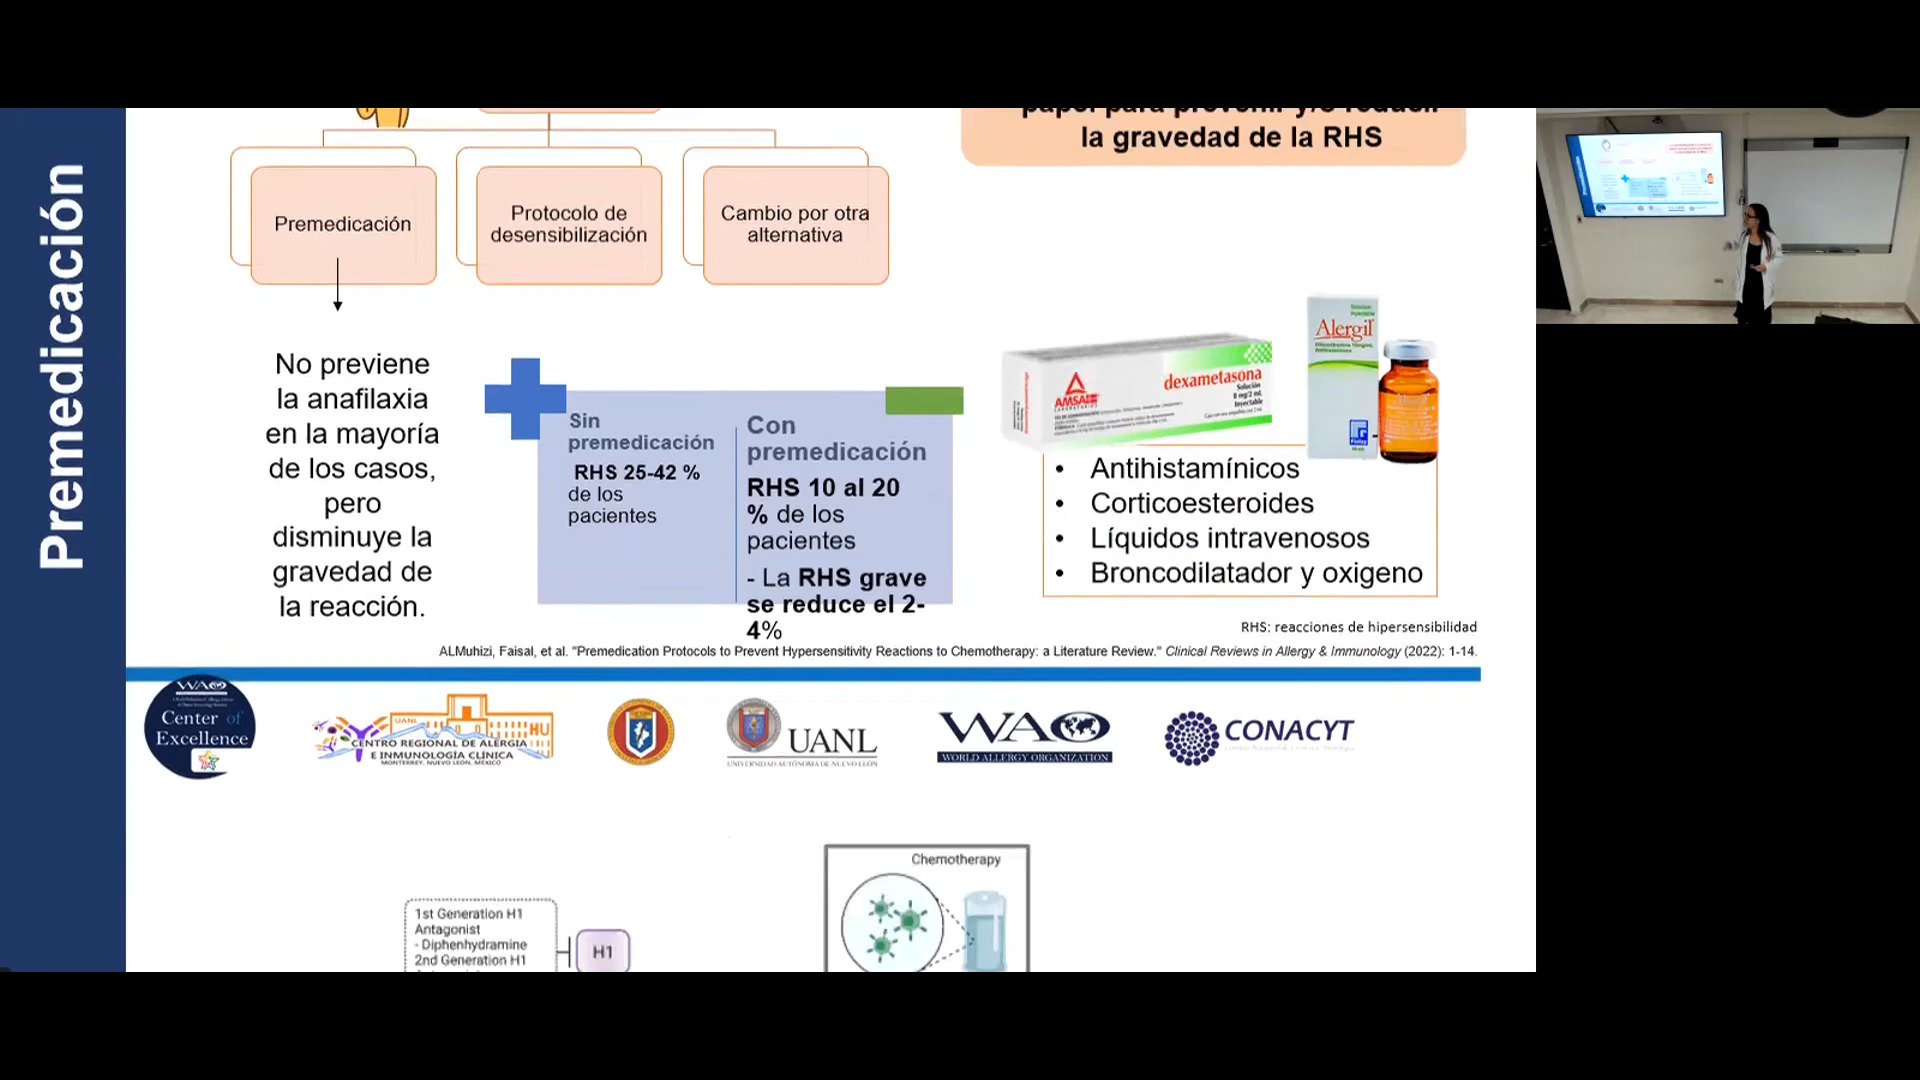 Premedicación
papel para prevenir y/o reducir
la gravedad de la RHS
Premedicación
Protocolo de
desensibilización
Cambio por otra
alternativa
No previene
la anafilaxia
en la mayoría
de los casos,
pero
disminuye la
gravedad de
la reacción.
Sin
premedicación
RHS 25-42 %
de los
pacientes
Con
premedicación
RHS 10 al 20
% de los
pacientes
- La RHS grave
se reduce el 2-
4%
dexametasona
Solución
8 mg/2 mL
Inyectable
AMSA
LABORATORIOS
Solución
Inyectable
Alergil
• Antihistamínicos
• Corticoesteroides
• Líquidos intravenosos
• Broncodilatador y oxigeno
RHS: reacciones de hipersensibilidad
ALMuhizi, Faisal, et al. "Premedication Protocols to Prevent Hypersensitivity Reactions to Chemotherapy: a Literature Review." Clinical Reviews in Allergy & Immunology (2022): 1-14.
WAO
Center of
Excellence
UANL
HU
CENTRO REGIONAL DE ALERGIA
E INMUNOLOGÍA CLÍNICA
MONTERREY, NUEVO LEÓN, MÉXICO
UANL
UNIVERSIDAD AUTÓNOMA DE NUEVO LEÓN
WAO
WORLD ALLERGY ORGANIZATION
CONACYT
Chemotherapy
1st Generation H1
Antagonist
- Diphenhydramine
2nd Generation H1
H1